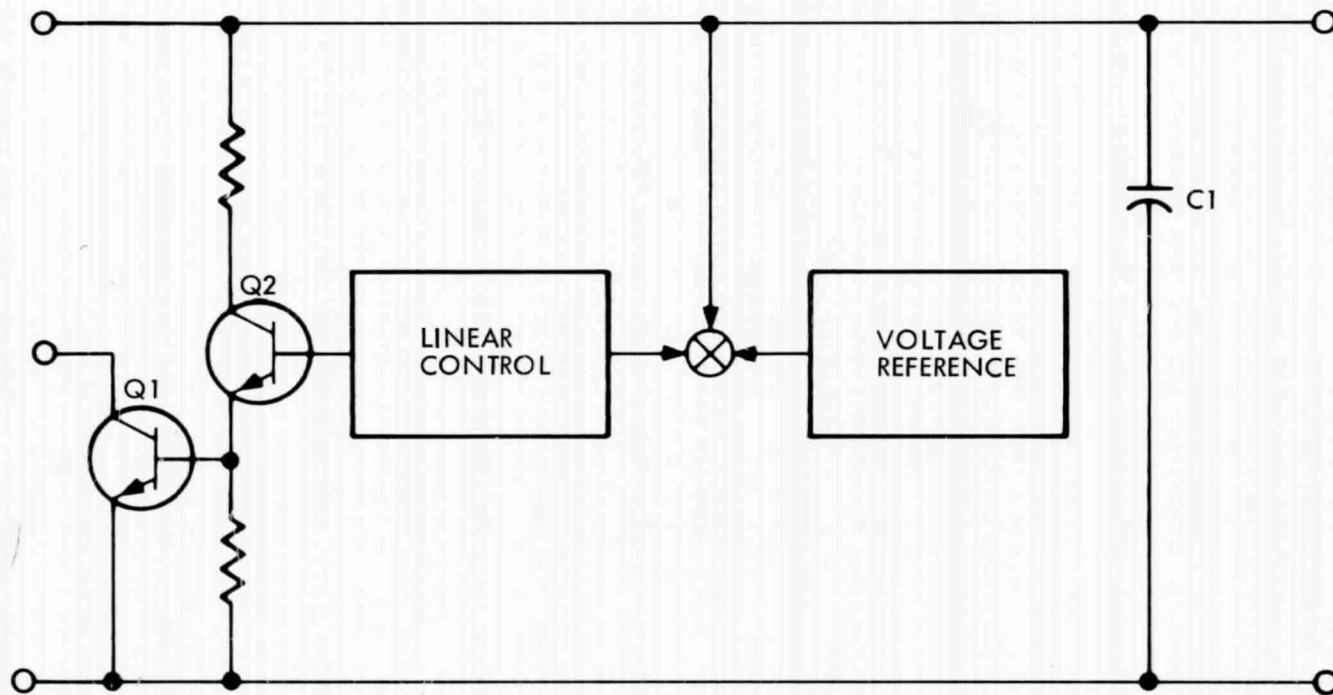 C1
Q2
LINEAR
CONTROL
VOLTAGE
REFERENCE
Q1